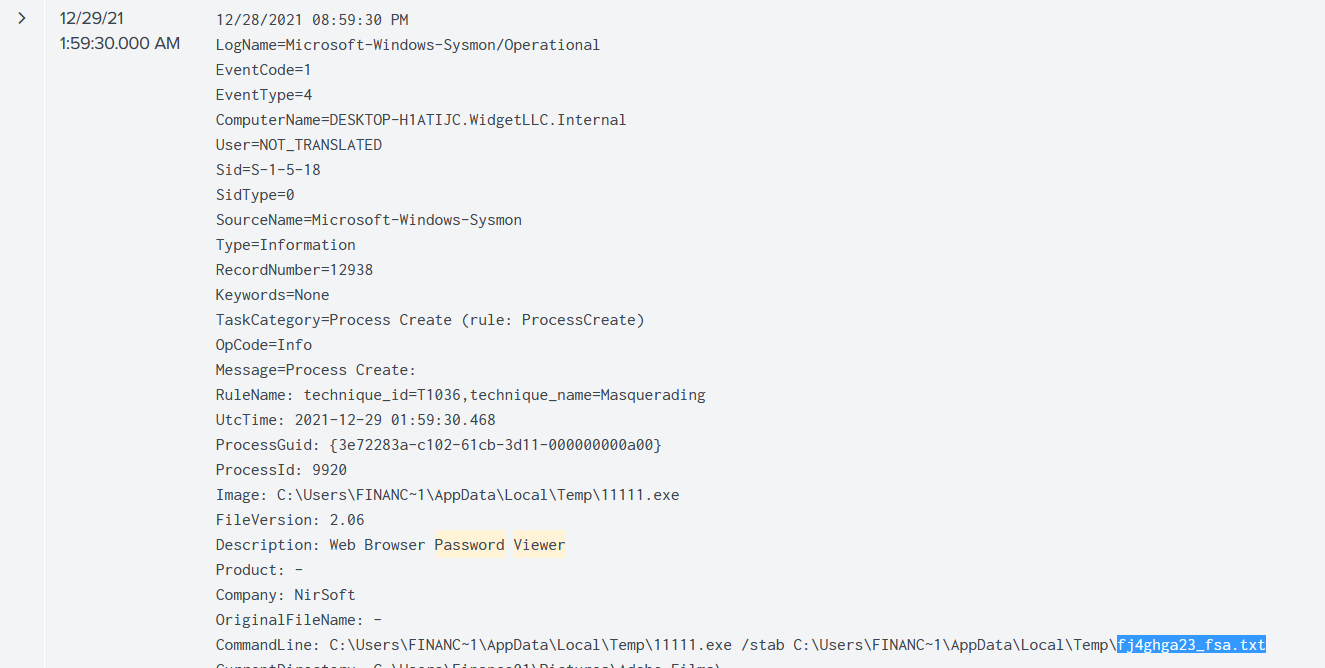 12/29/21
1:59:30.000 AM
12/28/2021 08:59:30 PM
LogName=Microsoft-Windows-Sysmon/Operational
EventCode=1
EventType=4
ComputerName=DESKTOP-H1ATIJC.WidgetLLC.Internal
User=NOT_TRANSLATED
Sid=S-1-5-18
SidType=0
SourceName=Microsoft-Windows-Sysmon
Type=Information
RecordNumber=12938
Keywords=None
TaskCategory=Process Create (rule: ProcessCreate)
OpCode=Info
Message=Process Create:
RuleName: technique_id=T1036,technique_name=Masquerading
UtcTime: 2021-12-29 01:59:30.468
ProcessGuid: {3e72283a-c102-61cb-3d11-000000000a00}
ProcessId: 9920
Image: C:\Users\FINANC~1\AppData\Local\Temp\11111.exe
FileVersion: 2.06
Description: Web Browser Password Viewer
Product: -
Company: NirSoft
OriginalFileName: -
CommandLine: C:\Users\FINANC~1\AppData\Local\Temp\11111.exe /stab C:\Users\FINANC~1\AppData\Local\Temp\fj4ghga23_fsa.txt
CurrentDirectory: C:\Users\Finance01\Pictures\Adobe Films\